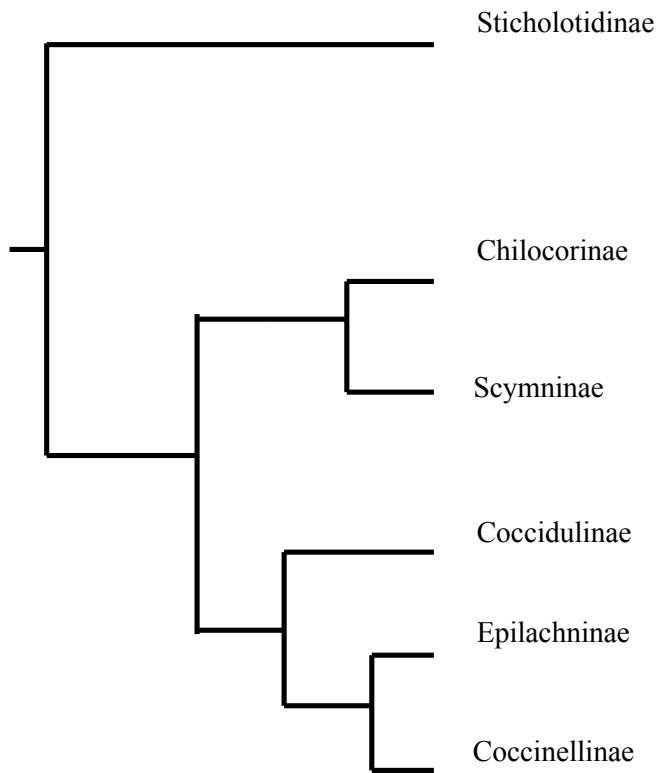 Sticholotidinae
Chilocorinae
Scymninae
Coccidulinae
Epilachninae
Coccinellinae